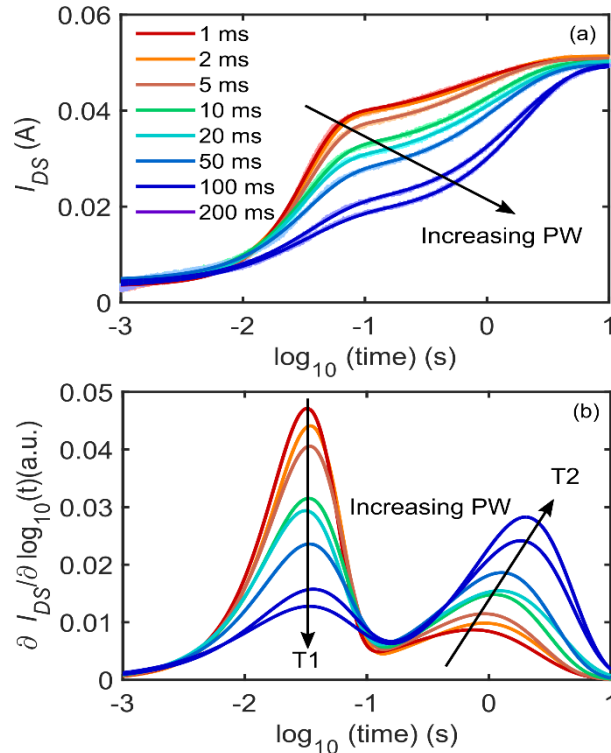 (a)
0.06
0.04
0.02
0
I_DS (A)
1 ms
2 ms
5 ms
10 ms
20 ms
50 ms
100 ms
200 ms
Increasing PW
-3
-2
-1
0
1
log10 (time) (s)
(b)
0.05
0.04
0.03
0.02
0.01
0
∂ I_DS/∂ log10(t)(a.u.)
Increasing PW
T2
T1
-3
-2
-1
0
1
log10 (time) (s)